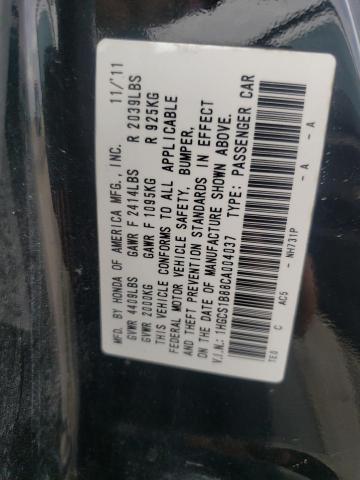 MFD. BY HONDA OF AMERICA MFG., INC. 11/'11
GVWR 4409LBS GAWR F 2414LBS R 2039LBS
GVWR 2000KG GAWR F 1095KG R 925KG
THIS VEHICLE CONFORMS TO ALL APPLICABLE
FEDERAL MOTOR VEHICLE SAFETY, BUMPER,
AND THEFT PREVENTION STANDARDS IN EFFECT
ON THE DATE OF MANUFACTURE SHOWN ABOVE.
V.I.N.: 1HGCS1B88CA004037 TYPE: PASSENGER CAR
TE0 C AC5 - NH731P - A - A